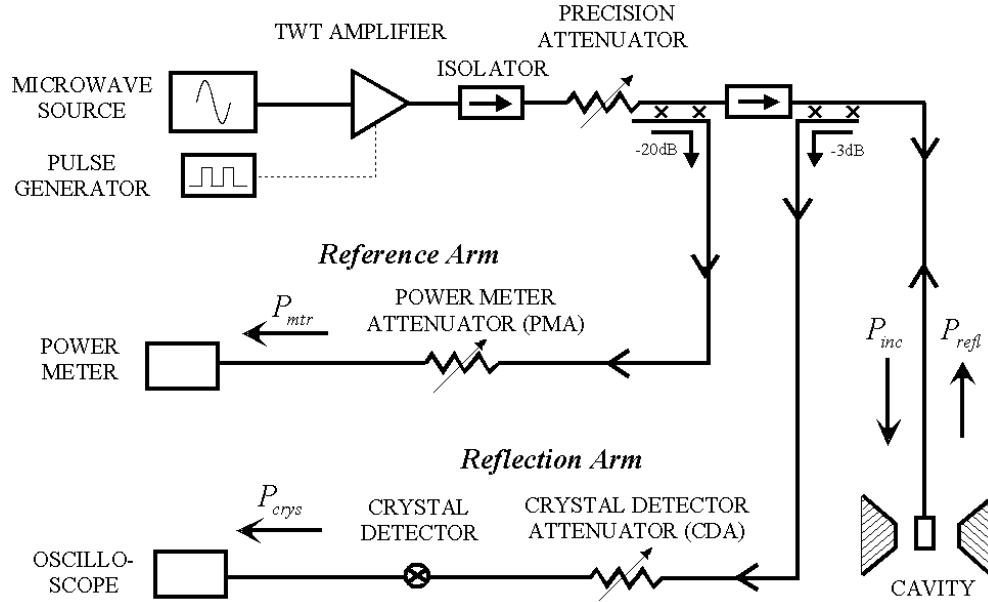 TWT AMPLIFIER
PRECISION
ATTENUATOR
ISOLATOR
MICROWAVE
SOURCE
-20dB
-3dB
PULSE
GENERATOR
Reference Arm
P_mtr
POWER METER
ATTENUATOR (PMA)
POWER
METER
P_inc
P_refl
Reflection Arm
P_crys
CRYSTAL
DETECTOR
CRYSTAL DETECTOR
ATTENUATOR (CDA)
OSCILLO-
SCOPE
CAVITY